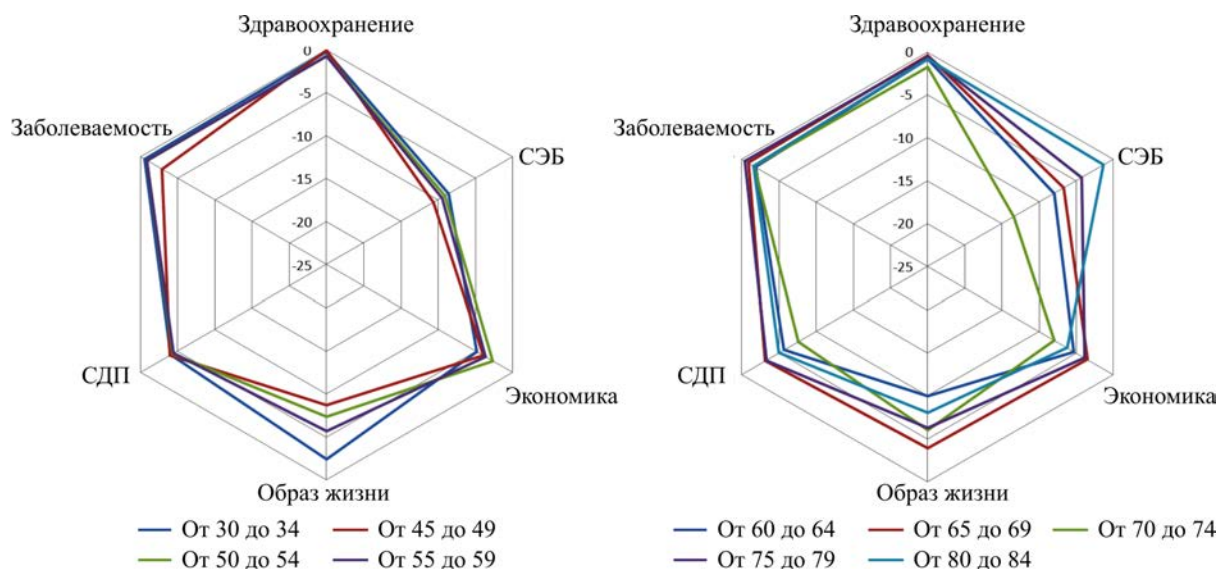 Здравоохранение
0
-5
-10
-15
-20
-25
СЭБ
Экономика
Образ жизни
СДП
Заболеваемость
От 30 до 34
От 45 до 49
От 50 до 54
От 55 до 59
Здравоохранение
0
-5
-10
-15
-20
-25
СЭБ
Экономика
Образ жизни
СДП
Заболеваемость
От 60 до 64
От 65 до 69
От 70 до 74
От 75 до 79
От 80 до 84